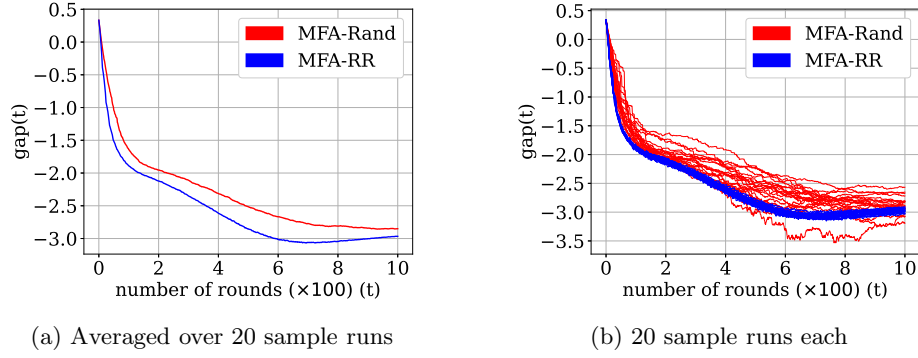 0.5
0.0
−0.5
−1.0
−1.5
−2.0
−2.5
−3.0
gap(t)
MFA-Rand
MFA-RR
0 2 4 6 8 10
number of rounds (×100) (t)
(a) Averaged over 20 sample runs
0.5
0.0
−0.5
−1.0
−1.5
−2.0
−2.5
−3.0
−3.5
gap(t)
MFA-Rand
MFA-RR
0 2 4 6 8 10
number of rounds (×100) (t)
(b) 20 sample runs each